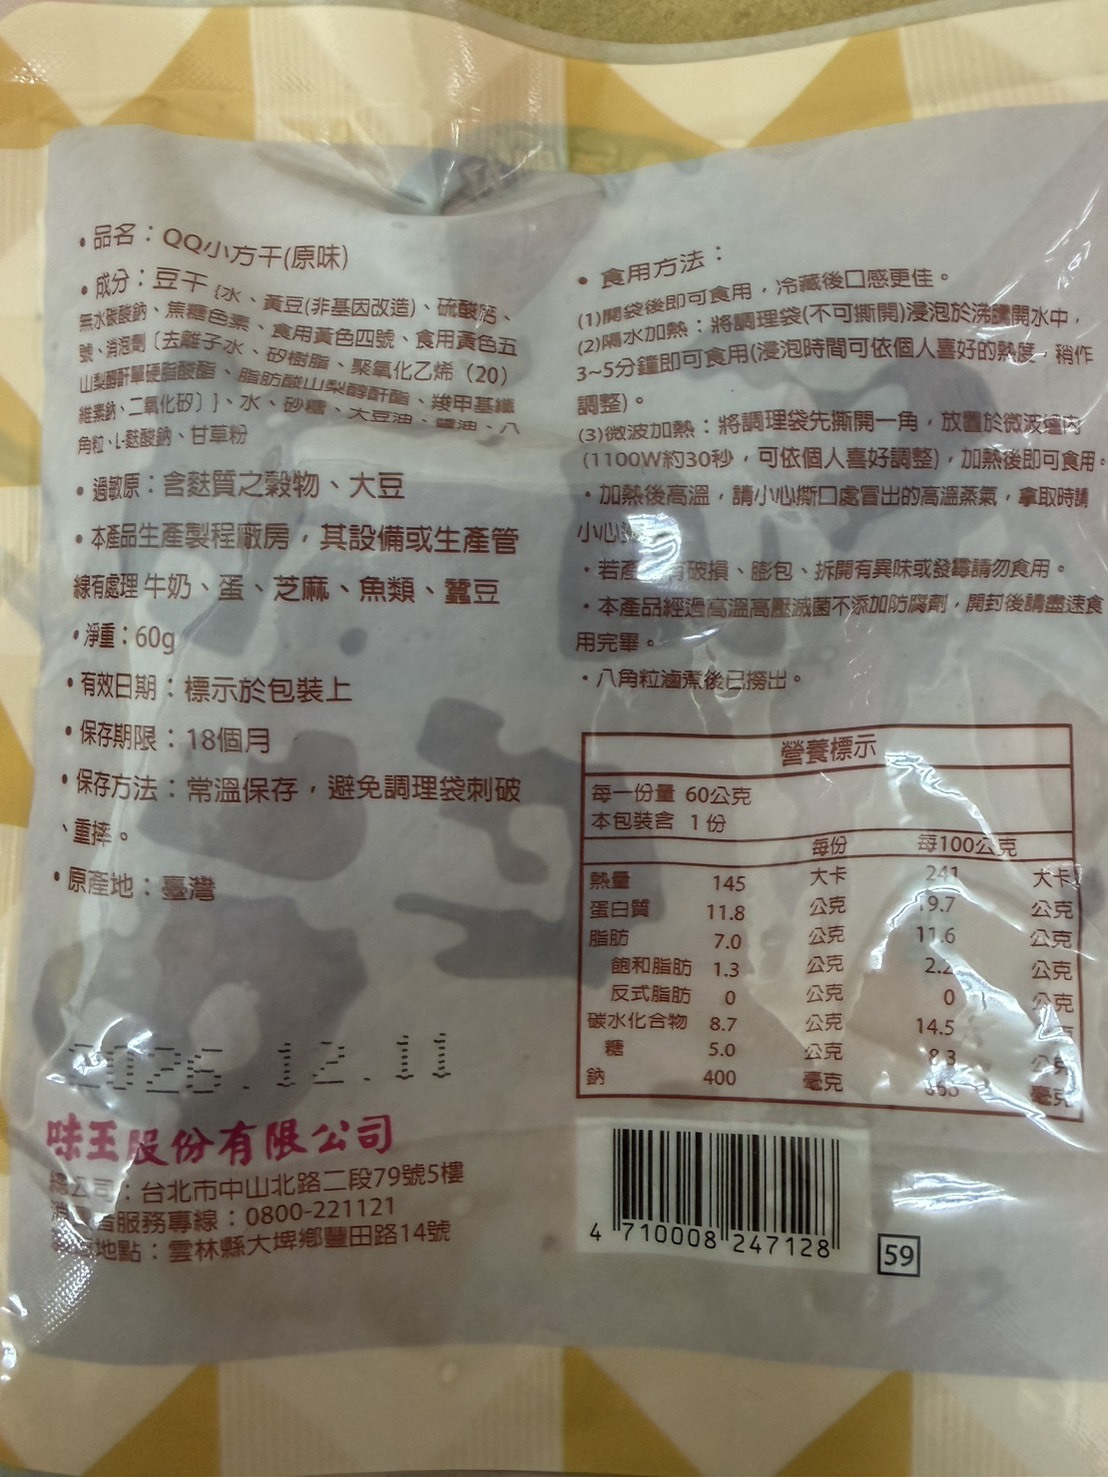 •品名：QQ小方干(原味)
•成分：豆干{水、黃豆(非基因改造)、硫酸鈣、
無水碳酸鈉、焦糖色素、食用黃色四號、食用黃色五
號、消泡劑〔去離子水、矽樹脂、聚氧化乙烯（20）
山梨醇酐單硬脂酸酯、脂肪酸山梨醇酐酯、羧甲基纖
維素鈉、二氧化矽〕}、水、砂糖、大豆油、醬油、八
角粒、L-麩酸鈉、甘草粉
•過敏原：含麩質之穀物、大豆
•本產品生產製程廠房，其設備或生產管
線有處理 牛奶、蛋、芝麻、魚類、蠶豆
•淨重：60g
•有效日期：標示於包裝上
•保存期限：18個月
•保存方法：常溫保存，避免調理袋刺破
、重摔。
•原產地：臺灣
2026.12.11
味王股份有限公司
總公司：台北市中山北路二段79號5樓
消費者服務專線：0800-221121
地點：雲林縣大埤鄉豐田路14號
•食用方法：
(1)開袋後即可食用，冷藏後口感更佳。
(2)隔水加熱：將調理袋(不可撕開)浸泡於沸騰開水中，
3~5分鐘即可食用(浸泡時間可依個人喜好的熱度，稍作
調整)。
(3)微波加熱：將調理袋先撕開一角，放置於微波爐內
(1100W約30秒，可依個人喜好調整)，加熱後即可食用。
•加熱後高溫，請小心撕口處冒出的高溫蒸氣，拿取時請
小心
•若產 有破損、膨包、拆開有異味或發霉請勿食用。
•本產品經過高溫高壓滅菌不添加防腐劑，開封後請盡速食
用完畢。
•八角粒滷煮後已撈出。
營養標示
每一份量 60公克
本包裝含 1份
每份 每100公克
熱量 145 大卡 241 大卡
蛋白質 11.8 公克 19.7 公克
脂肪 7.0 公克 11.6 公克
飽和脂肪 1.3 公克 2.2 公克
反式脂肪 0 公克 0 公克
碳水化合物 8.7 公克 14.5
糖 5.0 公克 8.3 公克
鈉 400 毫克 毫克
4 710008 247128
59